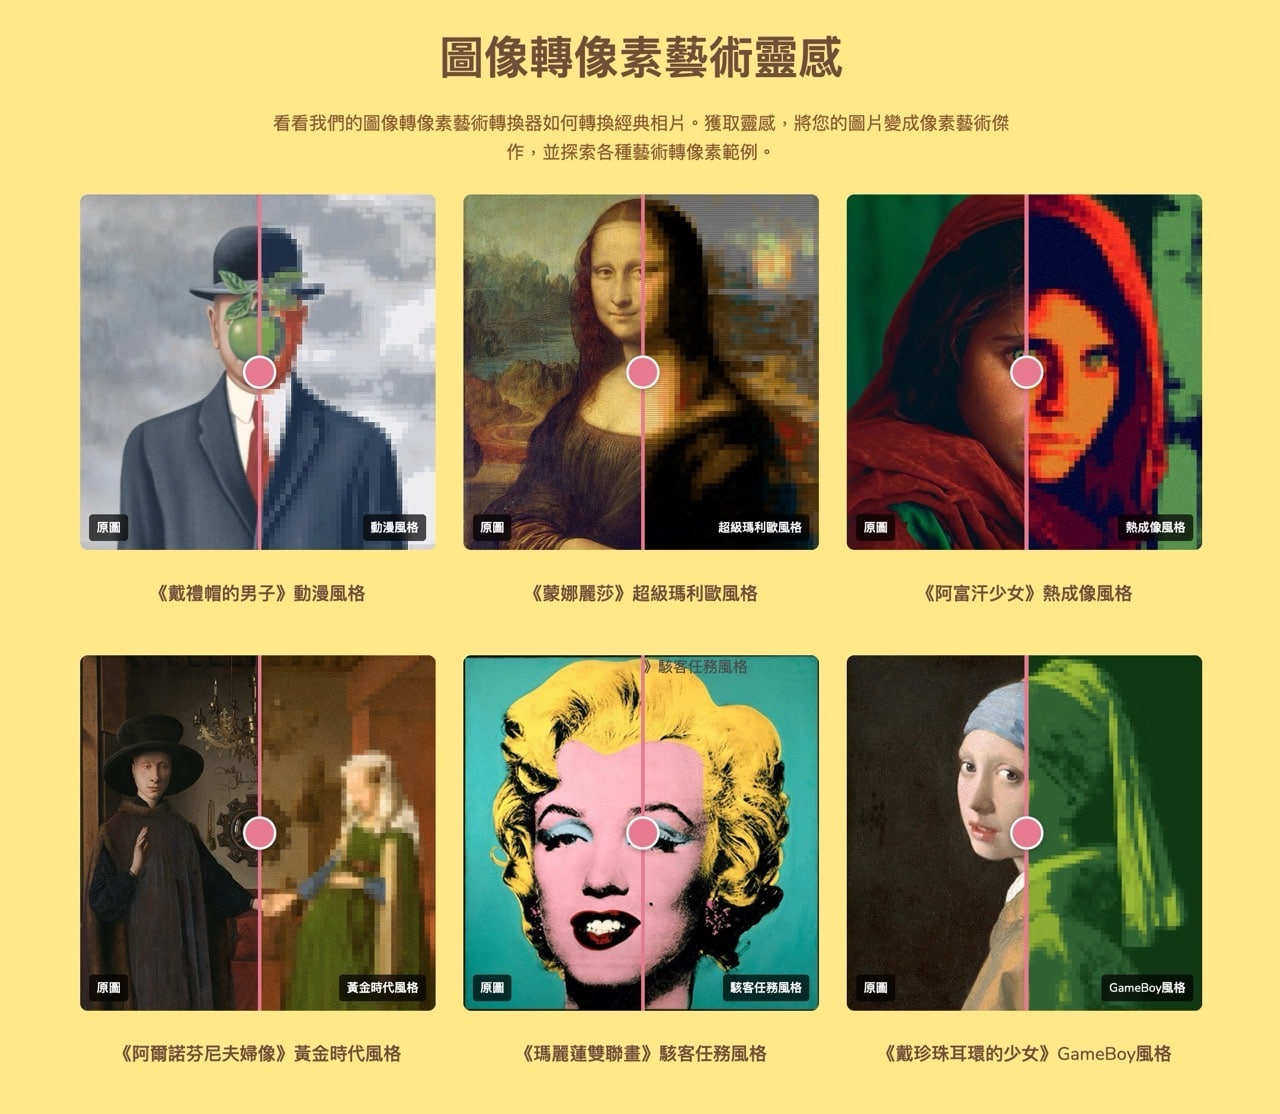 圖像轉像素藝術靈感
看看我們的圖像轉像素藝術轉換器如何轉換經典相片。獲取靈感，將您的圖片變成像素藝術傑
作，並探索各種藝術轉像素範例。
原圖
動漫風格
原圖
超級瑪利歐風格
原圖
熱成像風格
《戴禮帽的男子》動漫風格
《蒙娜麗莎》超級瑪利歐風格
《阿富汗少女》熱成像風格
》駭客任務風格
原圖
黃金時代風格
原圖
駭客任務風格
原圖
GameBoy風格
《阿爾諾芬尼夫婦像》黃金時代風格
《瑪麗蓮雙聯畫》駭客任務風格
《戴珍珠耳環的少女》GameBoy風格